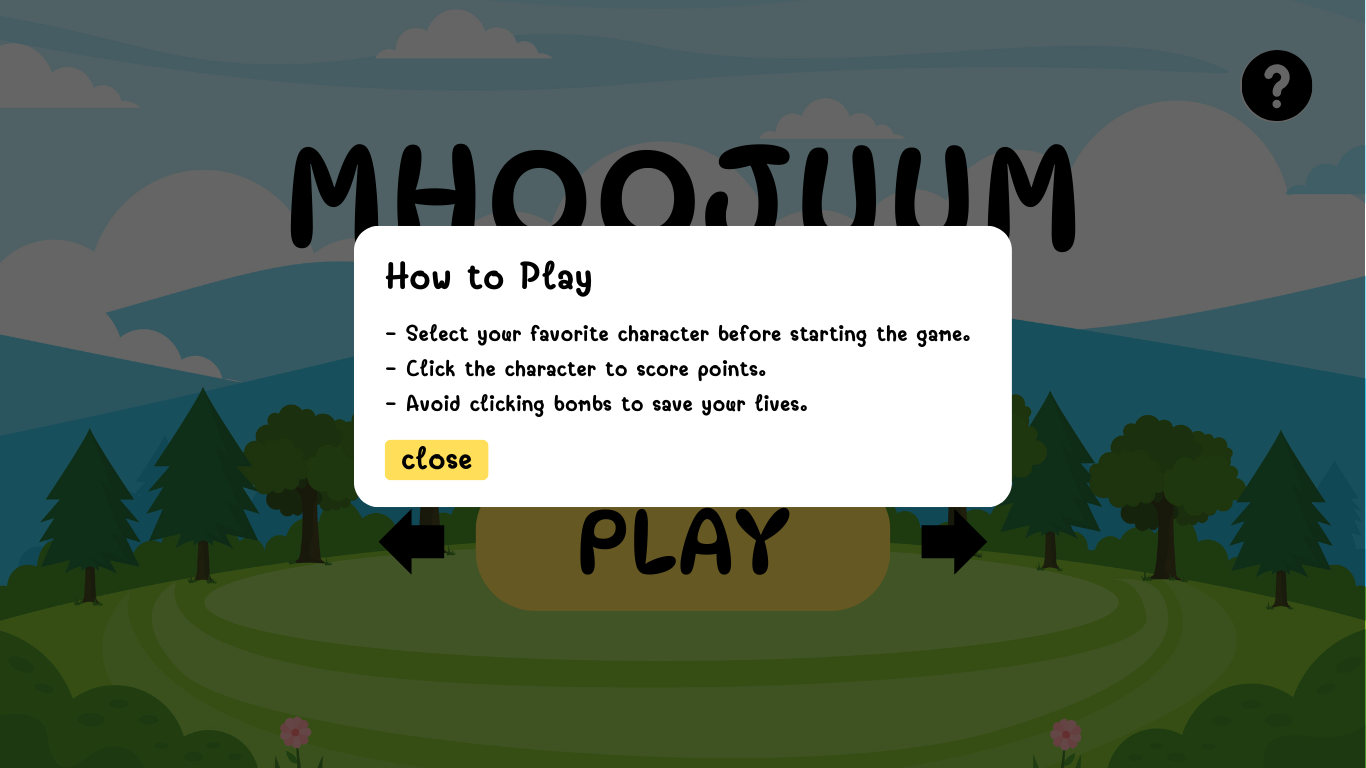 ?
MHOOJUUM
How to Play
- Select your favorite character before starting the game.
- Click the character to score points.
- Avoid clicking bombs to save your lives.
close
PLAY